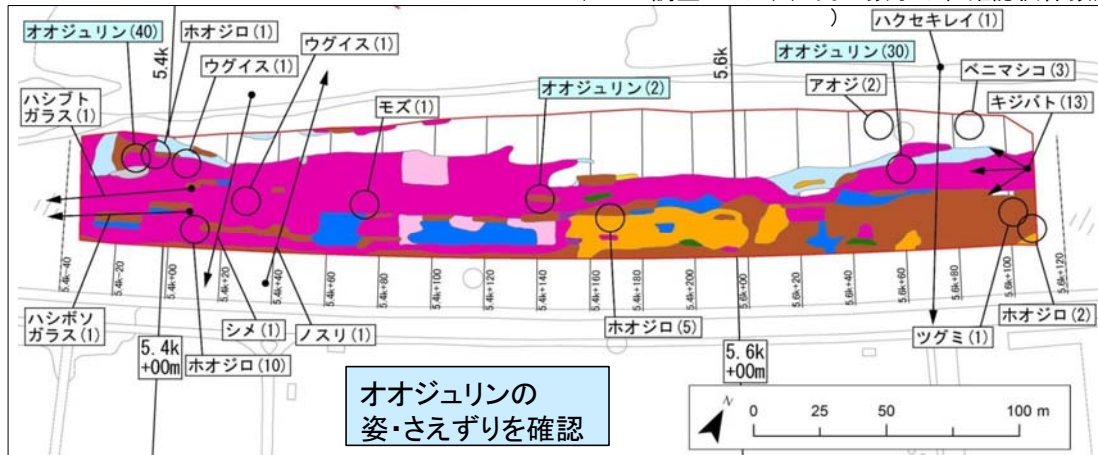 )
オオジュリン(40)
ホオジロ(1)
ウグイス(1)
ウグイス(1)
ハシブト
ガラス(1)
モズ(1)
オオジュリン(2)
オオジュリン(30)
アオジ(2)
ハクセキレイ(1)
ベニマシコ(3)
キジバト(13)
5.4k
5.6k
5.4k-40
5.4k-20
5.4k+00
5.4k+20
5.4k+40
5.4k+60
5.4k+80
5.4k+100
5.4k+120
5.4k+140
5.4k+160
5.4k+180
5.6k+00
5.6k+20
5.6k+40
5.6k+60
5.6k+80
5.6k+100
5.6k+120
ハシボソ
ガラス(1)
5.4k
+00m
ホオジロ(10)
シメ(1)
ノスリ(1)
ホオジロ(5)
5.6k
+00m
ツグミ(1)
ホオジロ(2)
オオジュリンの
姿・さえずりを確認
N
0 25 50 100 m